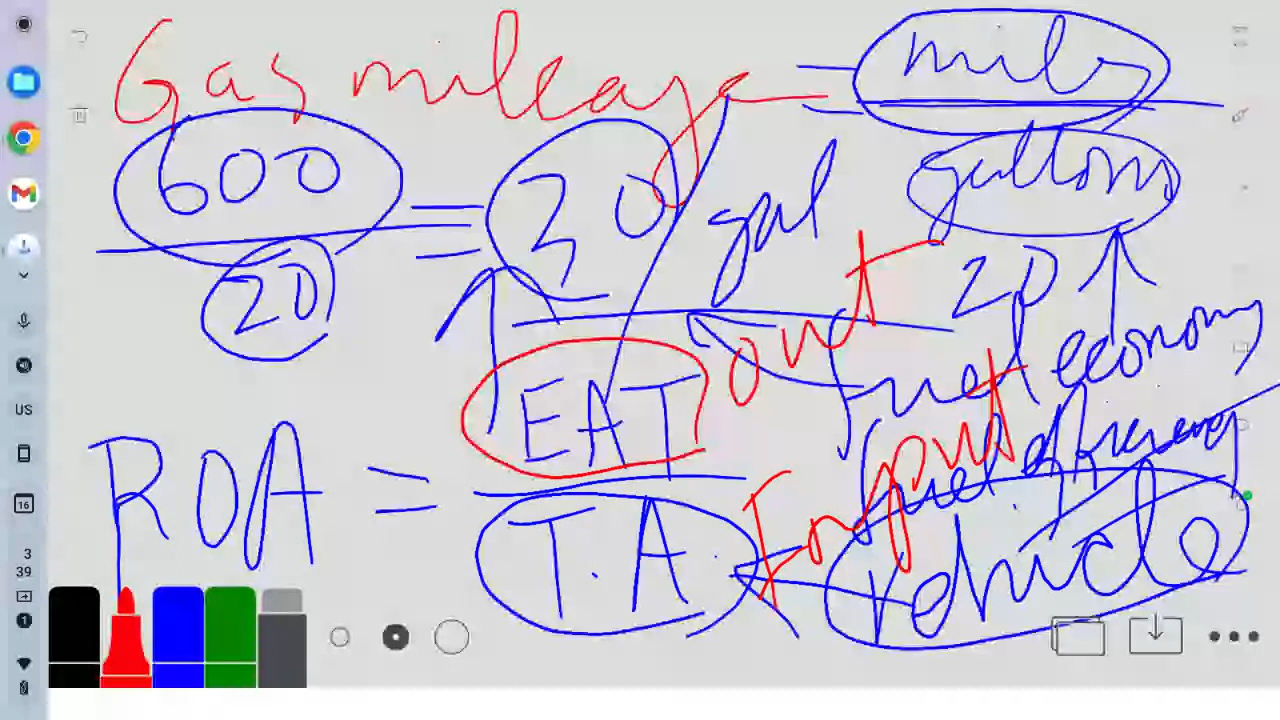 Gas mileage = miles
gallons
600 = 30 / gal
20
20
output
fuel economy
EAT
fuel efficiency
ROA =
T.A
Input
vehicle
US
16
3
39
1